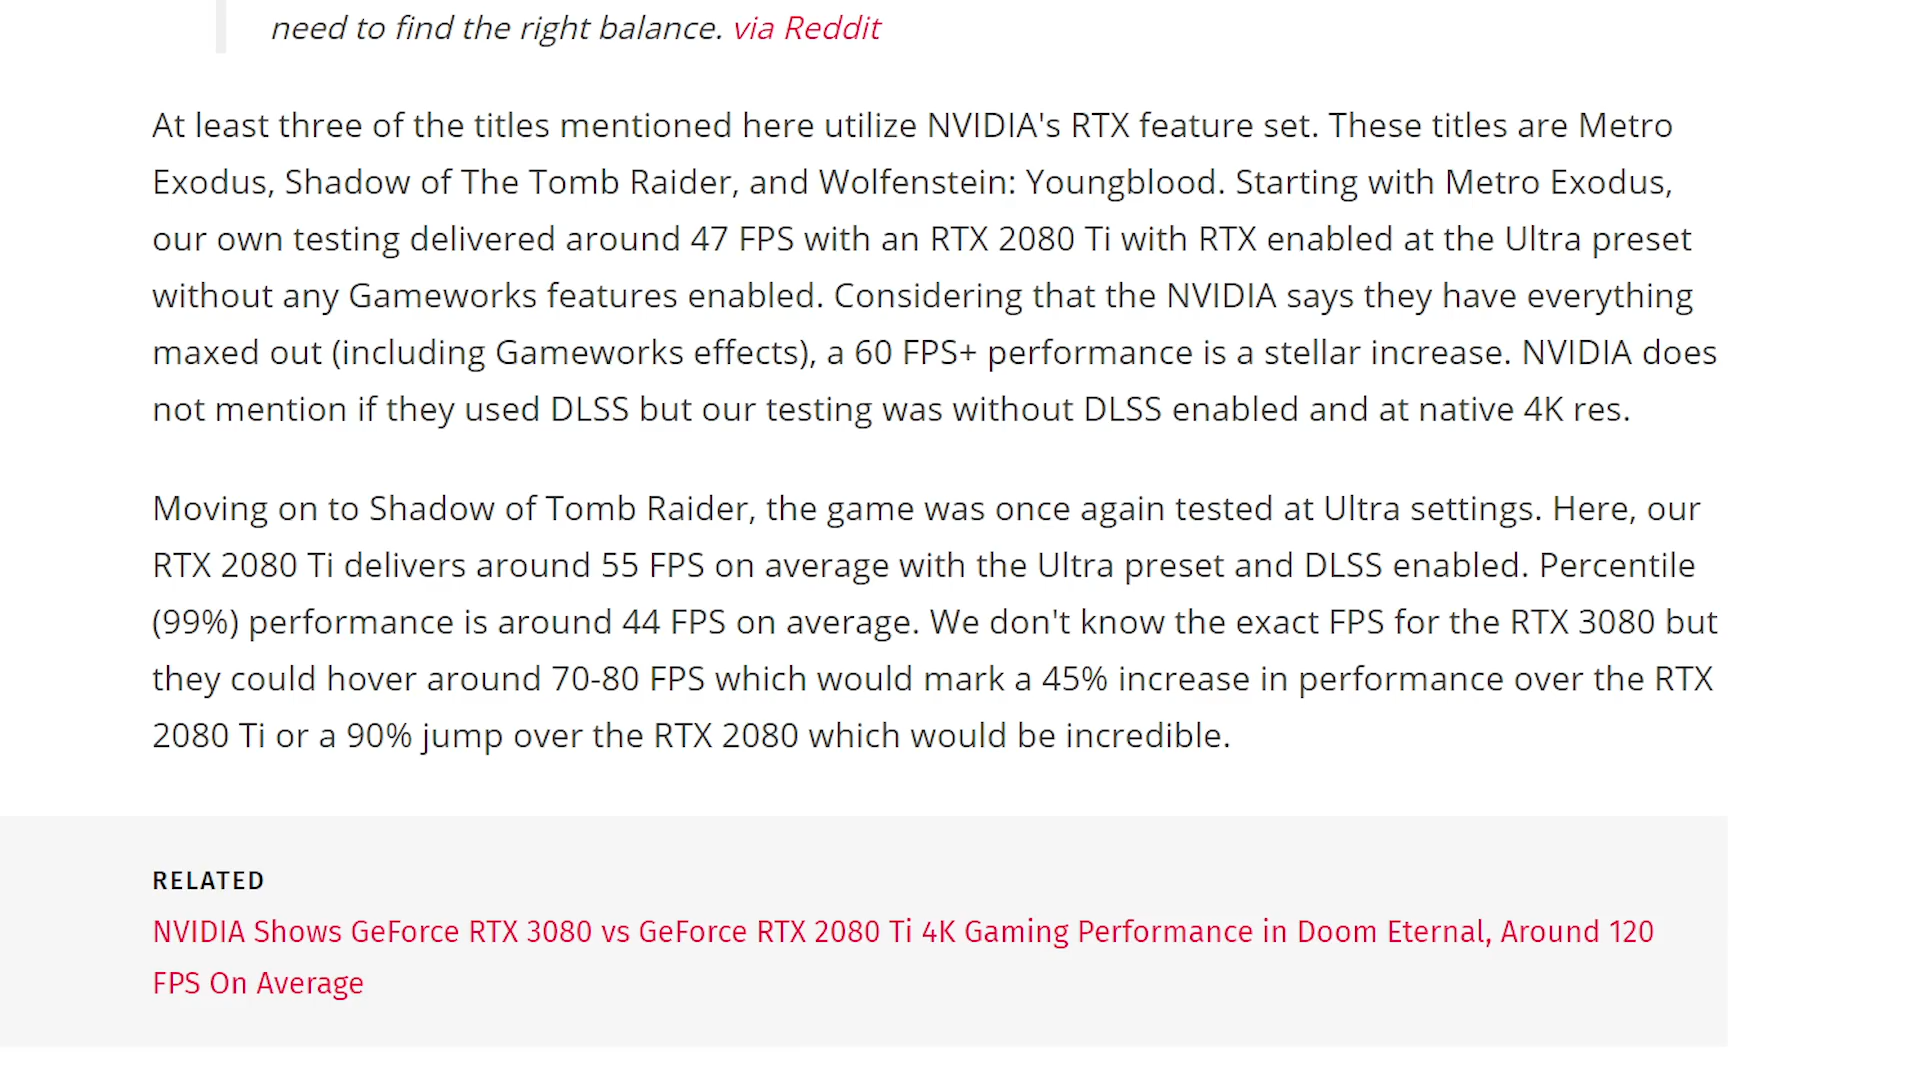 need to find the right balance. via Reddit
At least three of the titles mentioned here utilize NVIDIA's RTX feature set. These titles are Metro
Exodus, Shadow of The Tomb Raider, and Wolfenstein: Youngblood. Starting with Metro Exodus,
our own testing delivered around 47 FPS with an RTX 2080 Ti with RTX enabled at the Ultra preset
without any Gameworks features enabled. Considering that the NVIDIA says they have everything
maxed out (including Gameworks effects), a 60 FPS+ performance is a stellar increase. NVIDIA does
not mention if they used DLSS but our testing was without DLSS enabled and at native 4K res.
Moving on to Shadow of Tomb Raider, the game was once again tested at Ultra settings. Here, our
RTX 2080 Ti delivers around 55 FPS on average with the Ultra preset and DLSS enabled. Percentile
(99%) performance is around 44 FPS on average. We don't know the exact FPS for the RTX 3080 but
they could hover around 70-80 FPS which would mark a 45% increase in performance over the RTX
2080 Ti or a 90% jump over the RTX 2080 which would be incredible.
RELATED
NVIDIA Shows GeForce RTX 3080 vs GeForce RTX 2080 Ti 4K Gaming Performance in Doom Eternal, Around 120
FPS On Average